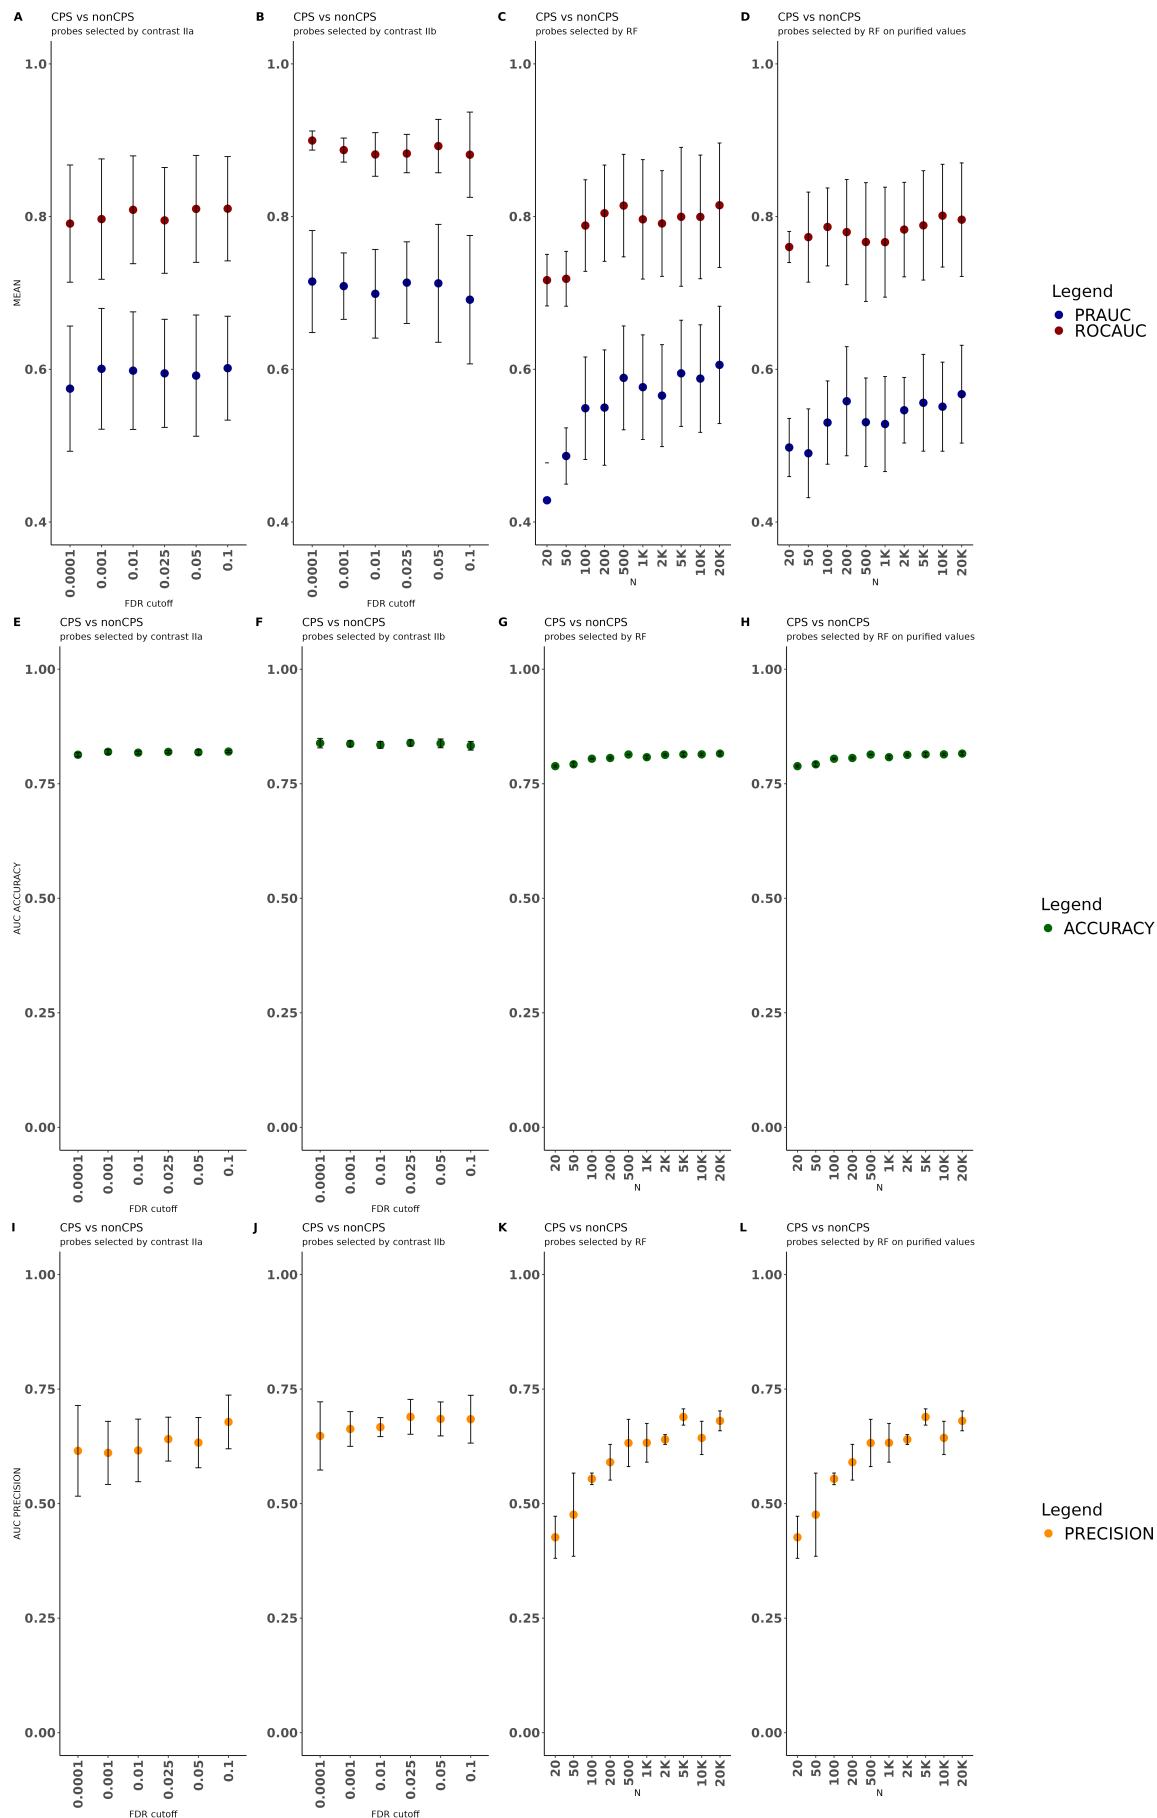 A
CPS vs nonCPS
probes selected by contrast IIa
1.0
0.8
0.6
0.4
MEAN
0.0001
0.001
0.01
0.025
0.05
0.1
FDR cutoff
B
CPS vs nonCPS
probes selected by contrast IIb
1.0
0.8
0.6
0.4
0.0001
0.001
0.01
0.025
0.05
0.1
FDR cutoff
C
CPS vs nonCPS
probes selected by RF
1.0
0.8
0.6
0.4
20
50
100
200
500
1K
2K
5K
10K
20K
N
D
CPS vs nonCPS
probes selected by RF on purified values
1.0
0.8
0.6
0.4
20
50
100
200
500
1K
2K
5K
10K
20K
N
Legend
PRAUC
ROCAUC
E
CPS vs nonCPS
probes selected by contrast IIa
1.00
0.75
0.50
0.25
0.00
AUC ACCURACY
0.0001
0.001
0.01
0.025
0.05
0.1
FDR cutoff
F
CPS vs nonCPS
probes selected by contrast IIb
1.00
0.75
0.50
0.25
0.00
0.0001
0.001
0.01
0.025
0.05
0.1
FDR cutoff
G
CPS vs nonCPS
probes selected by RF
1.00
0.75
0.50
0.25
0.00
20
50
100
200
500
1K
2K
5K
10K
20K
N
H
CPS vs nonCPS
probes selected by RF on purified values
1.00
0.75
0.50
0.25
0.00
20
50
100
200
500
1K
2K
5K
10K
20K
N
Legend
ACCURACY
I
CPS vs nonCPS
probes selected by contrast IIa
1.00
0.75
0.50
0.25
0.00
AUC PRECISION
0.0001
0.001
0.01
0.025
0.05
0.1
FDR cutoff
J
CPS vs nonCPS
probes selected by contrast IIb
1.00
0.75
0.50
0.25
0.00
0.0001
0.001
0.01
0.025
0.05
0.1
FDR cutoff
K
CPS vs nonCPS
probes selected by RF
1.00
0.75
0.50
0.25
0.00
20
50
100
200
500
1K
2K
5K
10K
20K
N
L
CPS vs nonCPS
probes selected by RF on purified values
1.00
0.75
0.50
0.25
0.00
20
50
100
200
500
1K
2K
5K
10K
20K
N
Legend
PRECISION